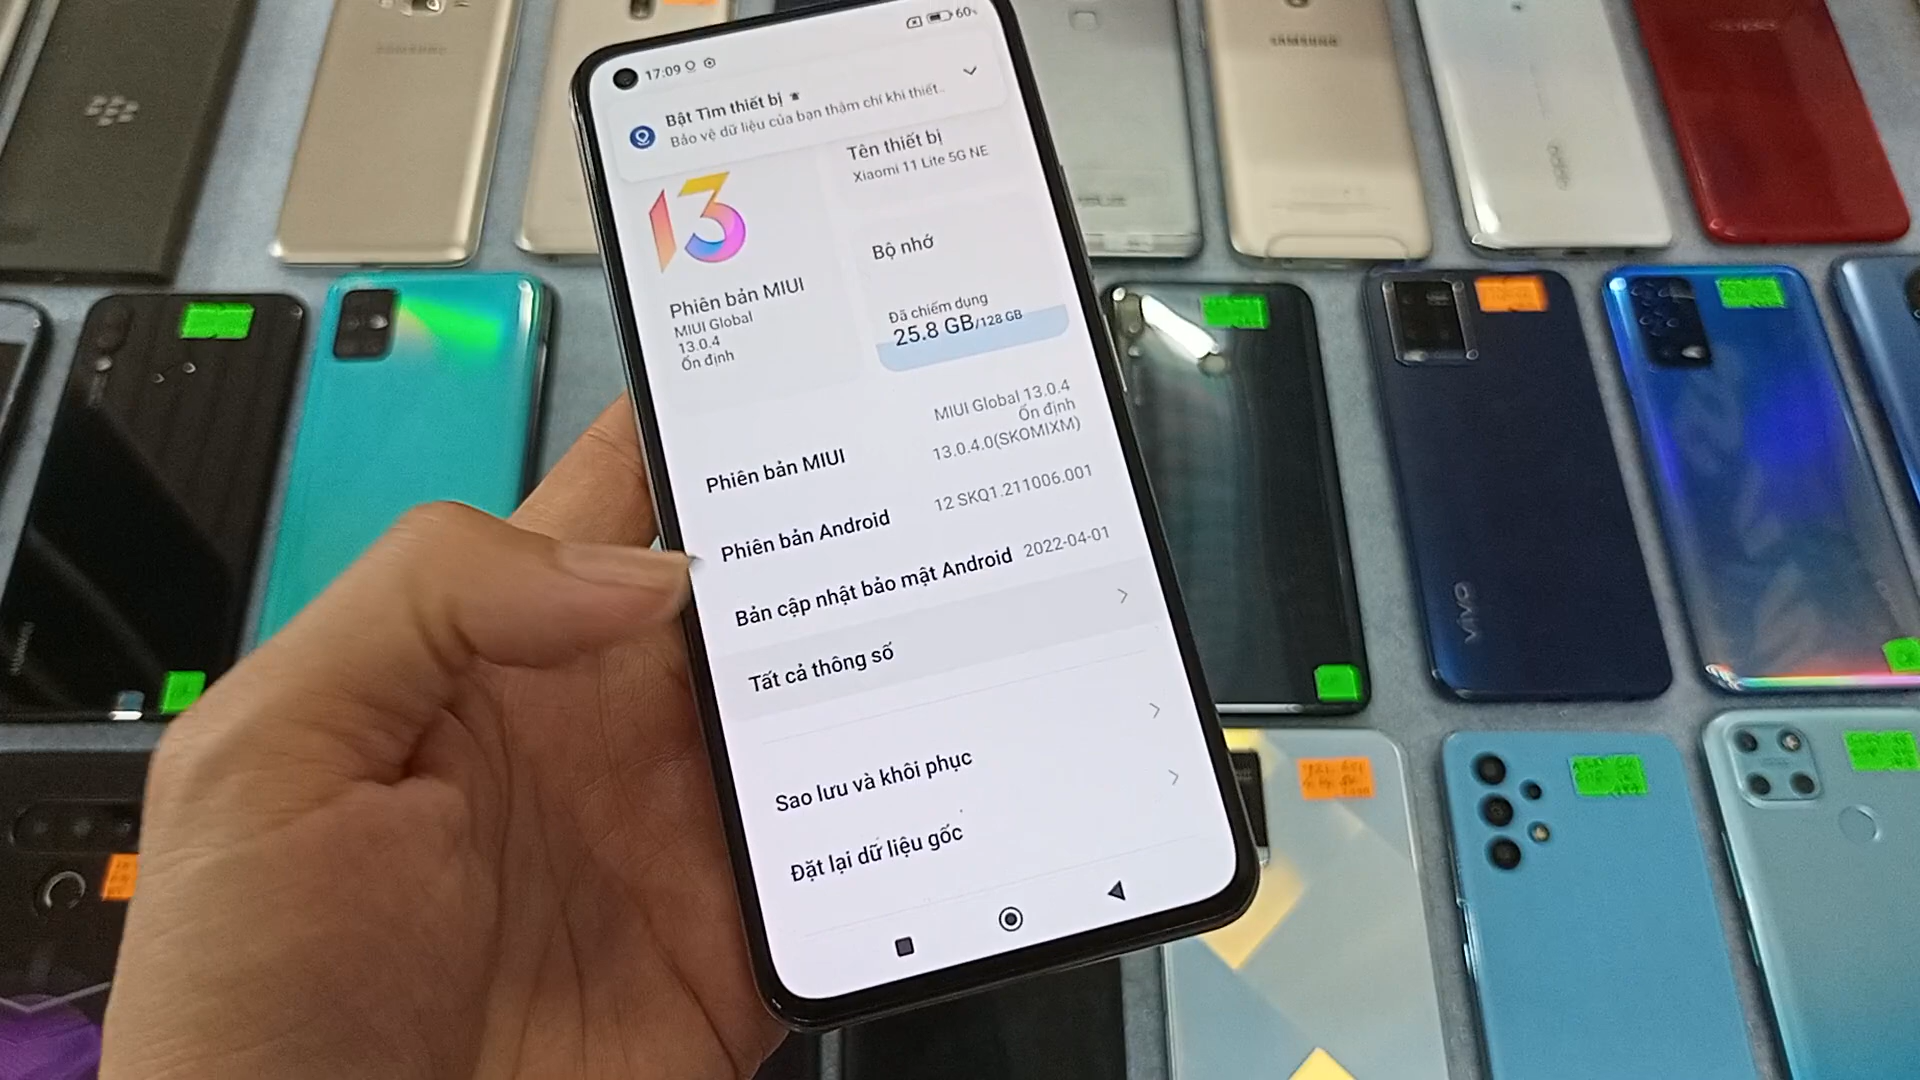 17:09
60%
Bật Tìm thiết bị
Bảo vệ dữ liệu của bạn thậm chí khi thiết..
13
Tên thiết bị
Xiaomi 11 Lite 5G NE
Phiên bản MIUI
MIUI Global
13.0.4
Ổn định
Bộ nhớ
Đã chiếm dụng
25.8 GB/128 GB
Phiên bản MIUI
MIUI Global 13.0.4
Ổn định
13.0.4.0(SKOMIXM)
Phiên bản Android
12 SKQ1.211006.001
Bản cập nhật bảo mật Android
2022-04-01
Tất cả thông số
Sao lưu và khôi phục
Đặt lại dữ liệu gốc
SAMSUNG
SAMSUNG
oppo
vivo